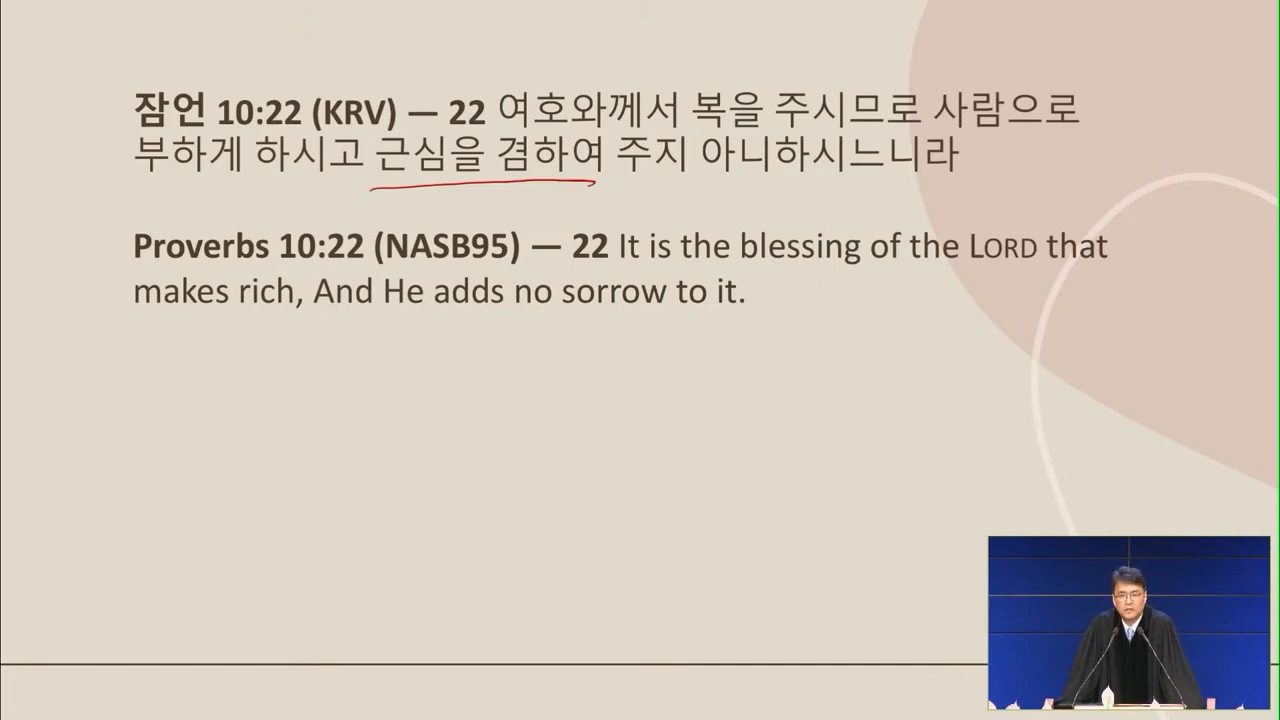 잠언 10:22 (KRV) — 22 여호와께서 복을 주시므로 사람으로
부하게 하시고 근심을 겸하여 주지 아니하시느니라
Proverbs 10:22 (NASB95) — 22 It is the blessing of the LORD that
makes rich, And He adds no sorrow to it.